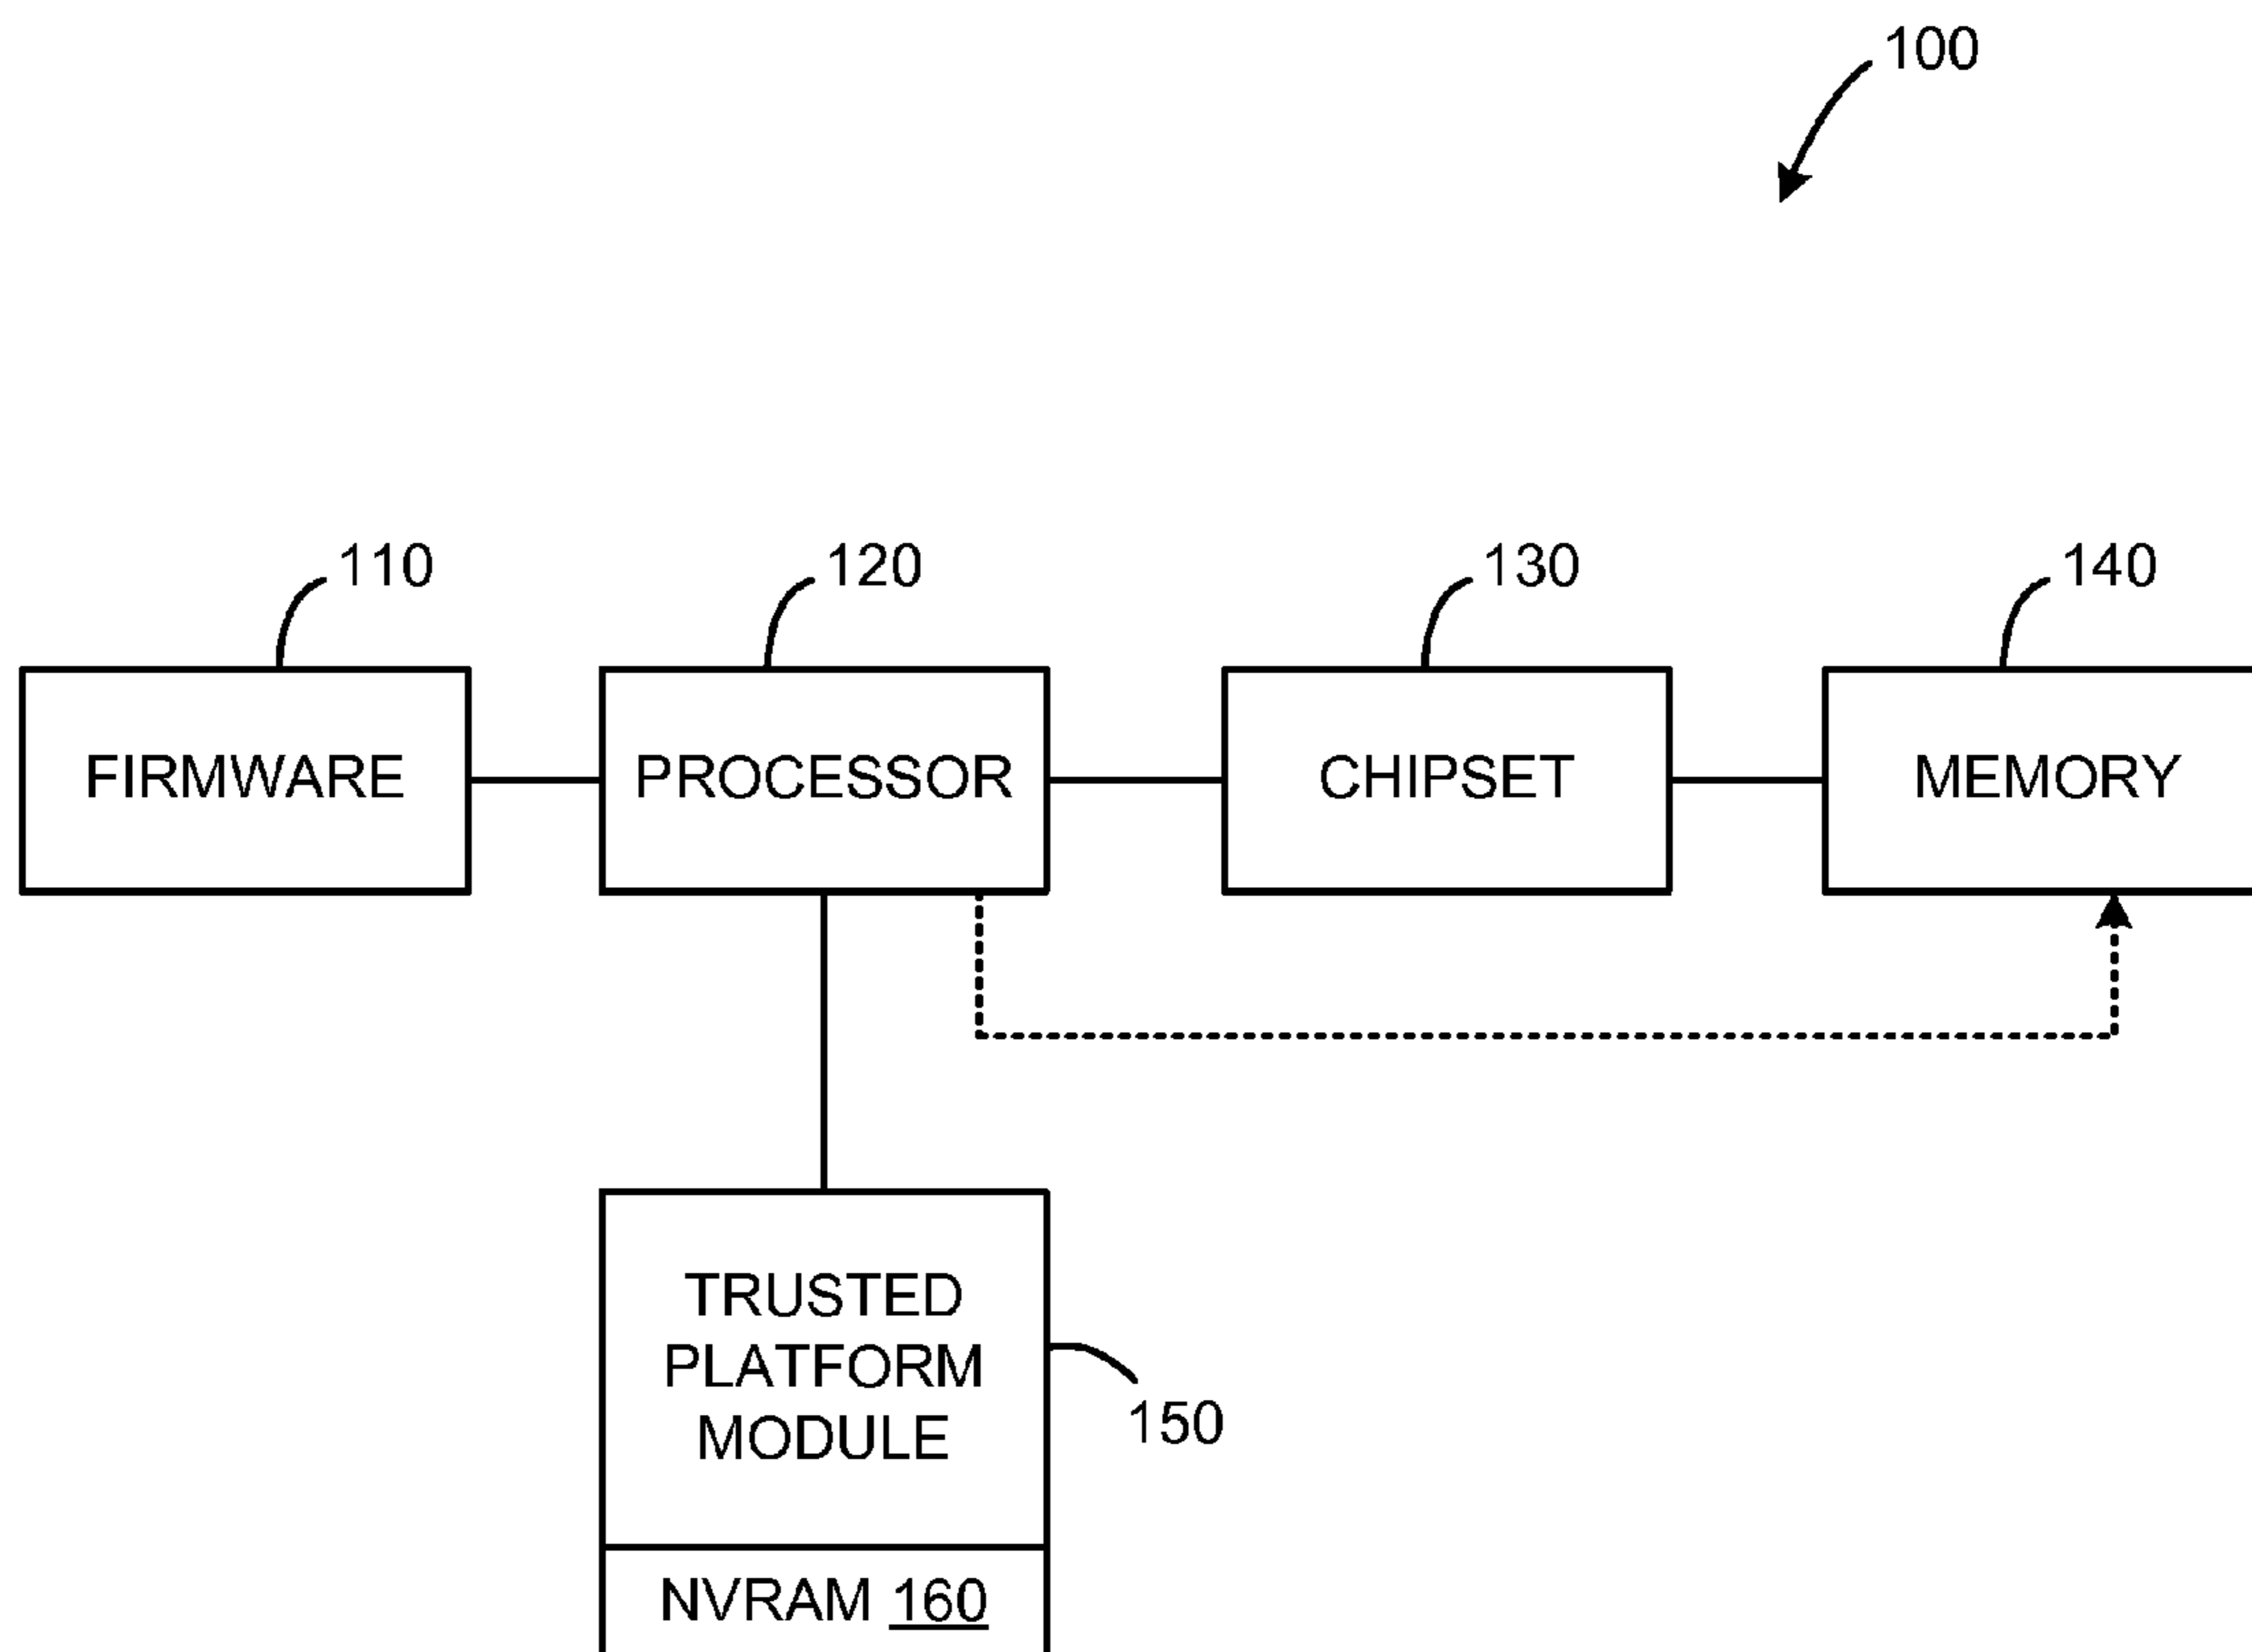 100
110
120
130
140
FIRMWARE
PROCESSOR
CHIPSET
MEMORY
TRUSTED
PLATFORM
MODULE
150
NVRAM 160